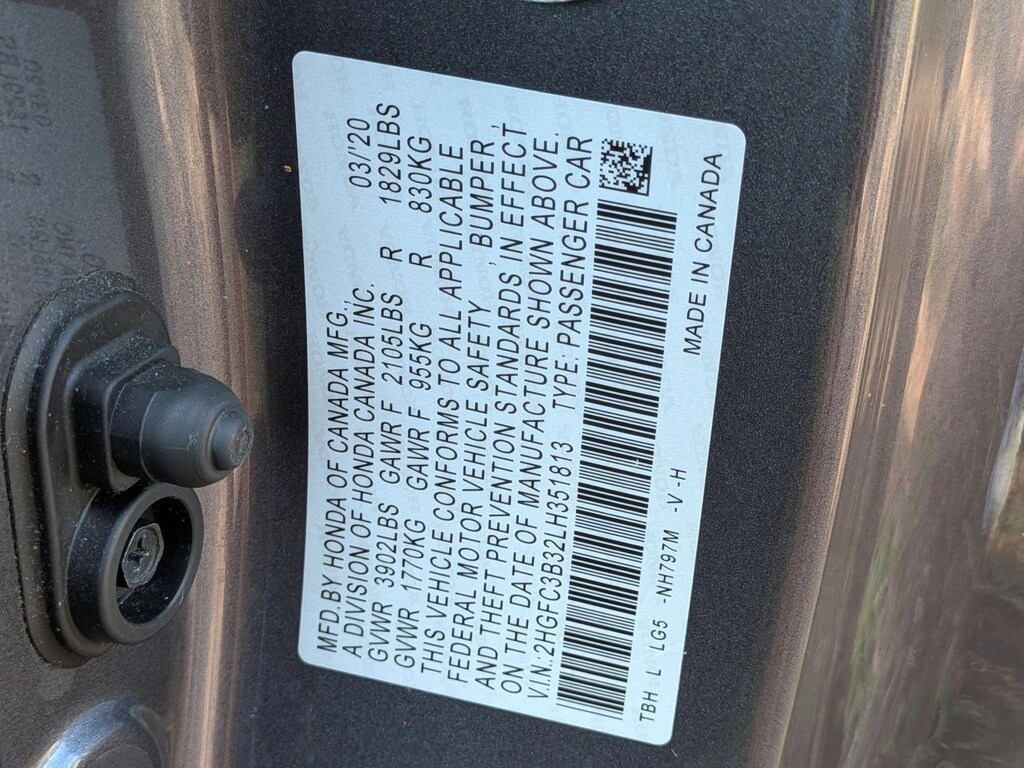 MFD.BY HONDA OF CANADA MFG., 03/'20
A DIVISION OF HONDA CANADA INC.
GVWR 3902LBS GAWR F 2105LBS R 1829LBS
GVWR 1770KG GAWR F 955KG R 830KG
THIS VEHICLE CONFORMS TO ALL APPLICABLE
FEDERAL MOTOR VEHICLE SAFETY, BUMPER,
AND THEFT PREVENTION STANDARDS IN EFFECT
ON THE DATE OF MANUFACTURE SHOWN ABOVE.
V.IN.:2HGFC3B32LH351813 TYPE: PASSENGER CAR
TBH L LG5 -NH797M -V-H MADE IN CANADA